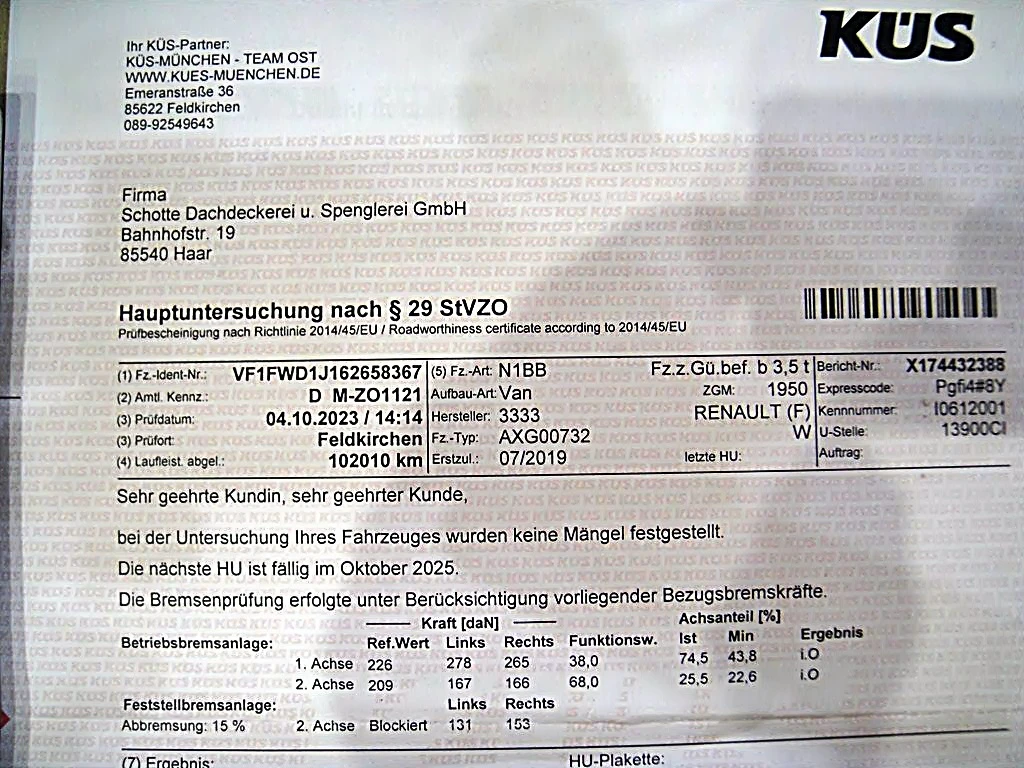 KÜS
Ihr KÜS-Partner:
KÜS-MÜNCHEN - TEAM OST
WWW.KUES-MUENCHEN.DE
Emeranstraße 36
85622 Feldkirchen
089-92549643
Firma
Schotte Dachdeckerei u. Spenglerei GmbH
Bahnhofstr. 19
85540 Haar
Hauptuntersuchung nach § 29 StVZO
Prüfbescheinigung nach Richtlinie 2014/45/EU / Roadworthiness certificate according to 2014/45/EU
(1) Fz.-Ident-Nr.: VF1FWD1J162658367 (5) Fz.-Art: N1BB Fz.z.Gü.bef. b 3,5 t Bericht-Nr.: X174432388
(2) Amtl. Kennz.: D M-ZO1121 Aufbau-Art: Van ZGM: 1950 Expresscode: Pgfi4#8Y
(3) Prüfdatum: 04.10.2023 / 14:14 Hersteller: 3333 RENAULT (F) Kennnummer: I0612001
(3) Prüfort: Feldkirchen Fz.-Typ: AXG00732 W U-Stelle: 13900CI
(4) Laufleist. abgel.: 102010 km Erstzul.: 07/2019 letzte HU: Auftrag:
Sehr geehrte Kundin, sehr geehrter Kunde,
bei der Untersuchung Ihres Fahrzeuges wurden keine Mängel festgestellt.
Die nächste HU ist fällig im Oktober 2025.
Die Bremsenprüfung erfolgte unter Berücksichtigung vorliegender Bezugsbremskräfte.
Kraft [daN] Achsanteil [%]
Betriebsbremsanlage: Ref.Wert Links Rechts Funktionsw. Ist Min Ergebnis
1. Achse 226 278 265 38,0 74,5 43,8 i.O
2. Achse 209 167 166 68,0 25,5 22,6 i.O
Feststellbremsanlage: Links Rechts
Abbremsung: 15 % 2. Achse Blockiert 131 153
(7) Ergebnis: HU-Plakette: